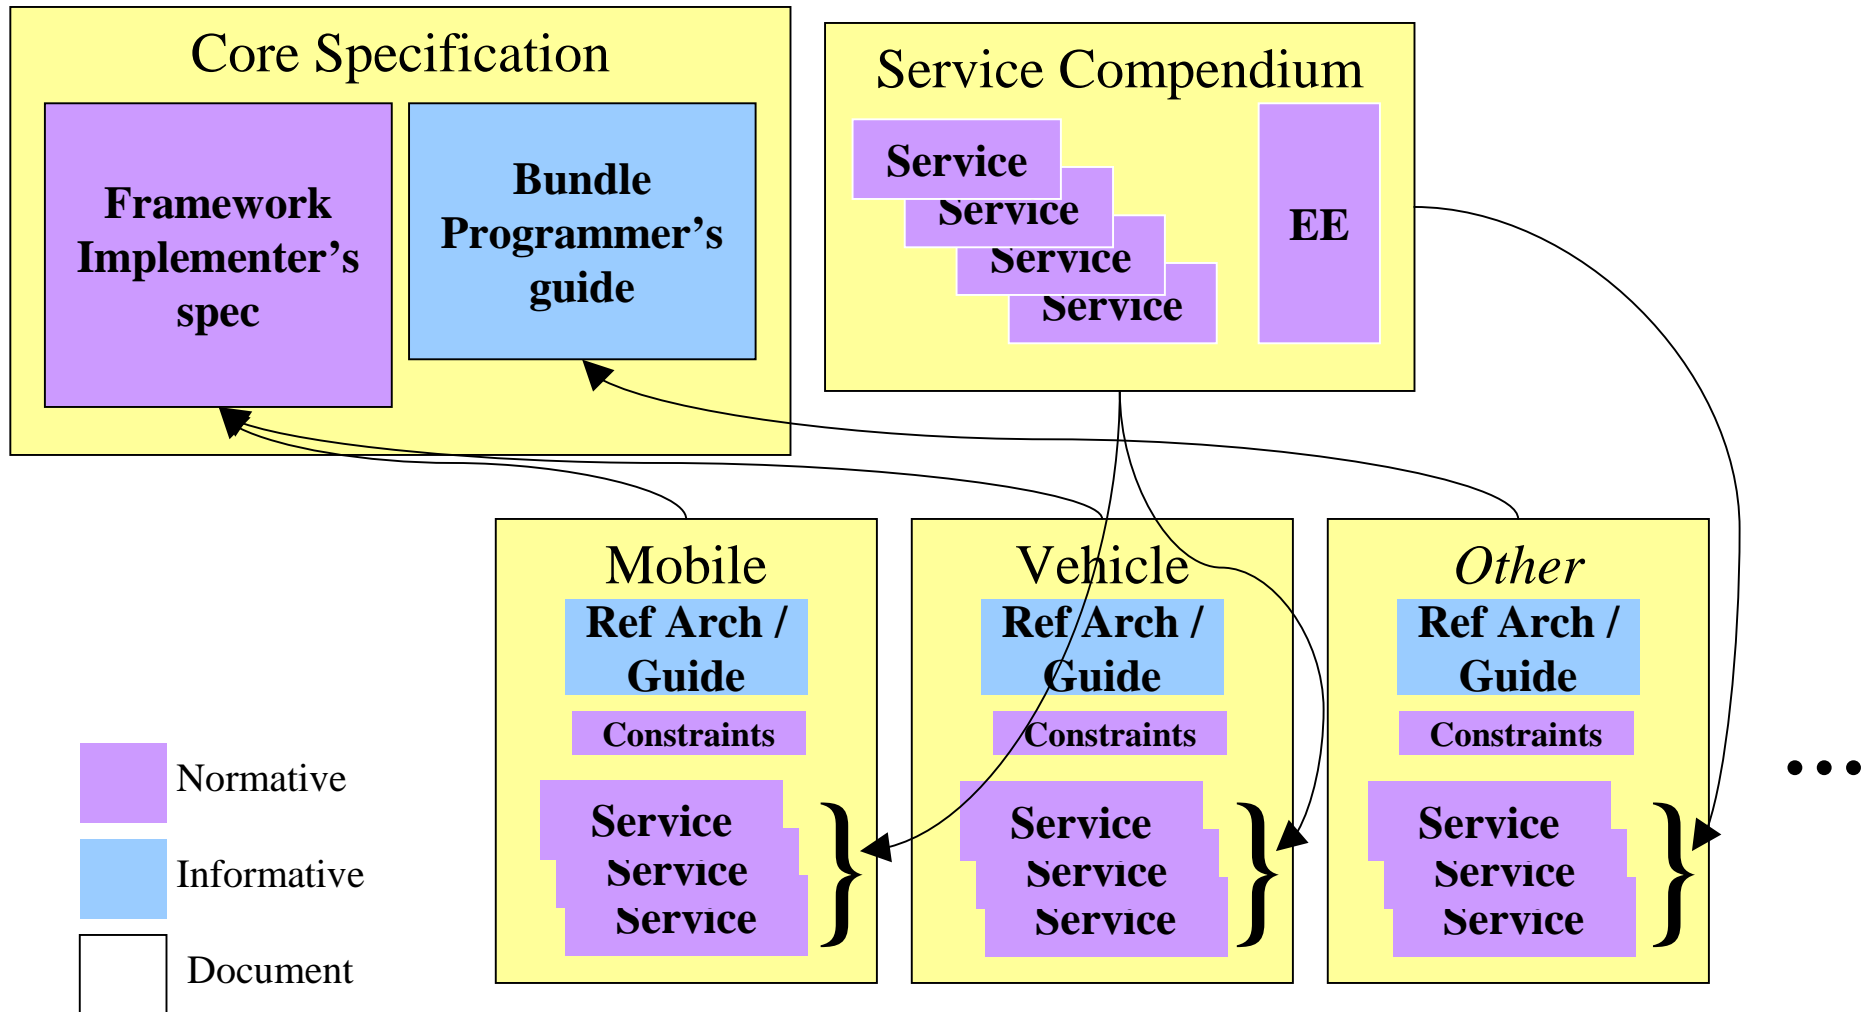 Core Specification
Framework
Implementer’s
spec
Bundle
Programmer’s
guide
Service Compendium
Service
Service
Service
Service
EE
Mobile
Ref Arch /
Guide
Constraints
Service
Service
Service
}
Vehicle
Ref Arch /
Guide
Constraints
Service
Service
Service
}
Other
Ref Arch /
Guide
Constraints
Service
Service
Service
}
...
Normative
Informative
Document